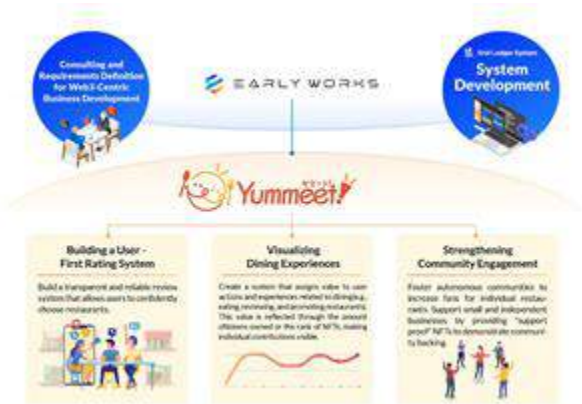 Consulting and
Requirements Definition
for Web3-Centric
Business Development
EARLY WORKS
Grid Ledger System
System
Development
Yummeet!
Building a User -
First Rating System
Build a transparent and reliable review
system that allows users to confidently
choose restaurants.
Visualizing
Dining Experiences
Create a system that assigns value to user
actions and experiences related to
eating, reviewing, and promoting restaurants.
This value is reflected through the amount
owned or the rank of NFTs, making
individual contributions visible.
Strengthening
Community Engagement
Foster autonomous communities to
increase fans for individual restau-
rants. Support small and independent
businesses by providing "support
proof" NFTs to demonstrate communi-
ty backing.